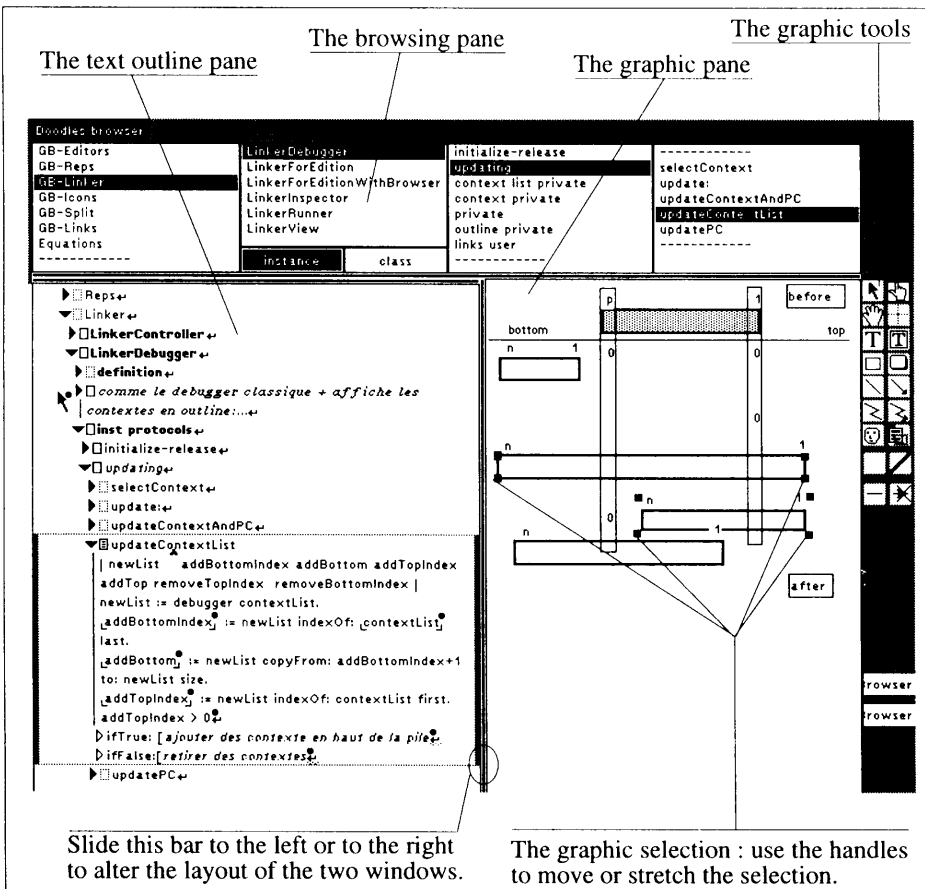 The graphic tools
The browsing pane
The text outline pane
The graphic pane
Doodles browser
GB-Editors
GB-Reps
GB-Linker
GB-Icons
GB-Split
GB-Links
Equations
------------
LinkerDebugger
LinkerForEdition
LinkerForEditionWithBrowser
LinkerInspector
LinkerRunner
LinkerView
instance class
initialize-release
updating
context list private
context private
private
outline private
links user
------------
------------
selectContext
update:
updateContextAndPC
updateContextList
updatePC
------------
Reps↵
Linker↵
LinkerController↵
LinkerDebugger↵
definition↵
comme le debugger classique + affiche les
contextes en outline:...↵
inst protocols↵
initialize-release↵
updating↵
selectContext↵
update:↵
updateContextAndPC↵
updateContextList
| newList addBottomIndex addBottom addTopIndex
addTop removeTopIndex removeBottomIndex |
newList := debugger contextList.
addBottomIndex := newList indexOf: contextList
last.
addBottom := newList copyFrom: addBottomIndex+1
to: newList size.
addTopIndex := newList indexOf: contextList first.
addTopIndex > 0↵
ifTrue: [ajouter des contexte en haut de la pile↵
ifFalse:[retirer des contextes↵
updatePC↵
p 1 before
bottom top
n 1 0 0
0
n 1
n 1
0
n 1
after
T T
Browser
Browser
Slide this bar to the left or to the right
to alter the layout of the two windows.
The graphic selection : use the handles
to move or stretch the selection.